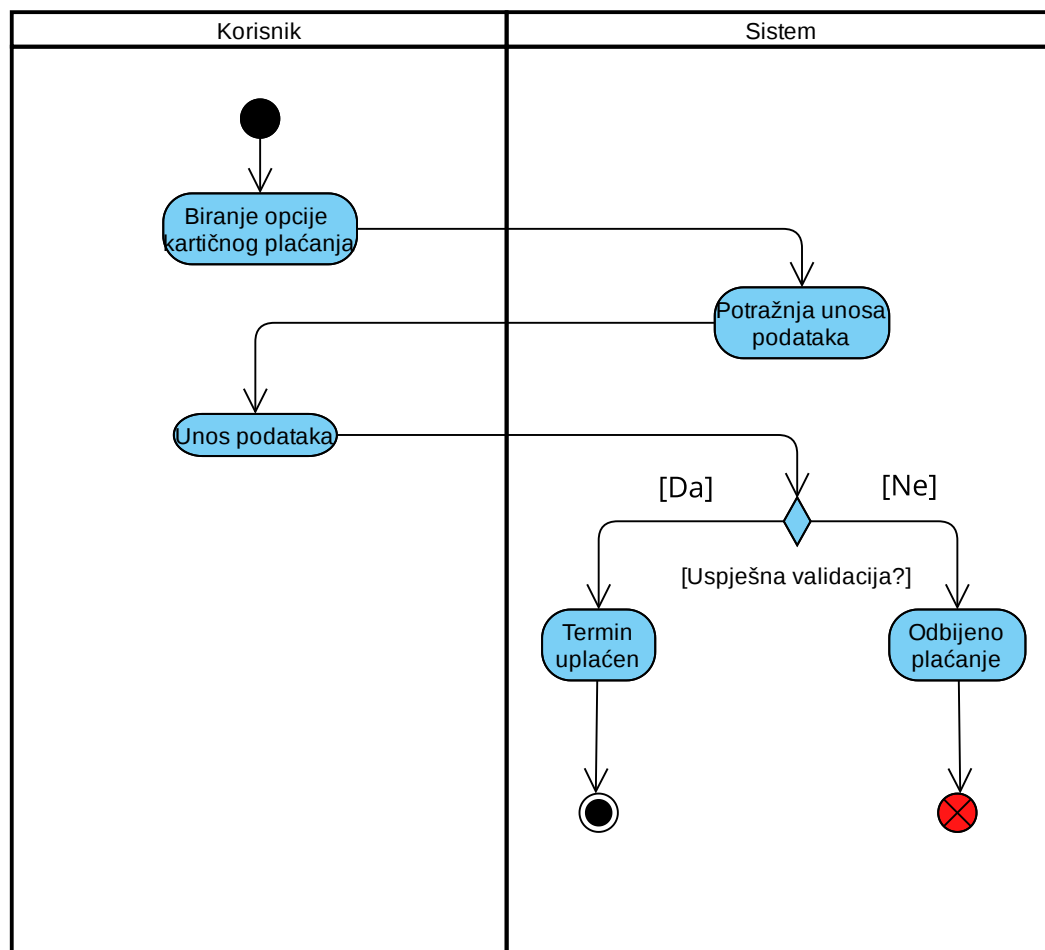 Korisnik
Sistem
Biranje opcije
kartičnog plaćanja
Potražnja unosa
podataka
Unos podataka
[Da]
[Ne]
[Uspješna validacija?]
Termin
uplaćen
Odbijeno
plaćanje